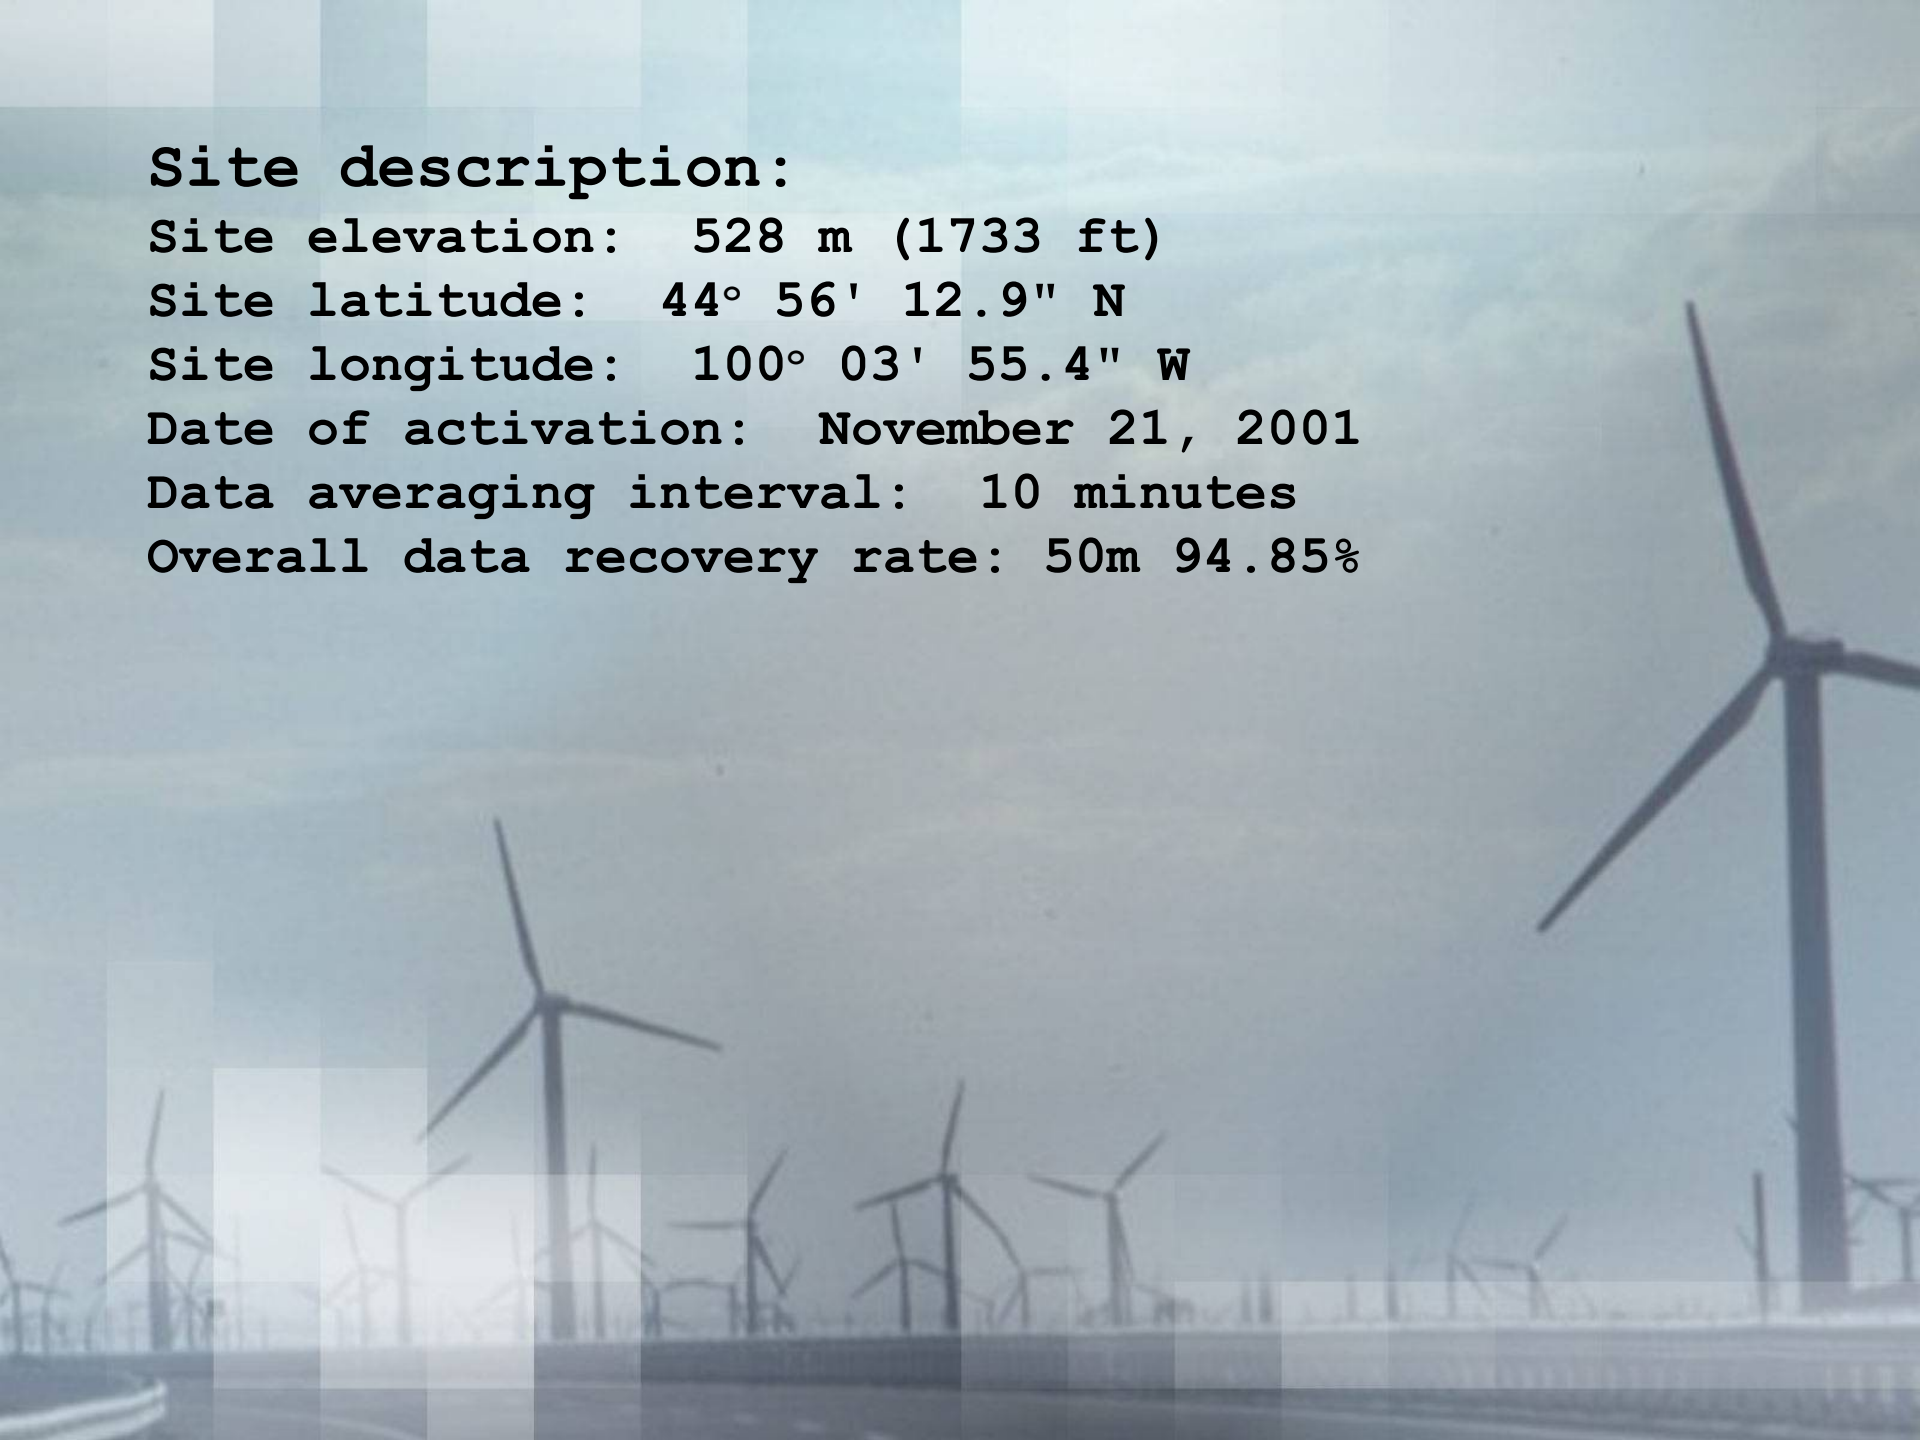 Site description:
Site elevation:  528 m (1733 ft)
Site latitude:  44° 56' 12.9" N
Site longitude:  100° 03' 55.4" W
Date of activation:  November 21, 2001
Data averaging interval:  10 minutes
Overall data recovery rate: 50m 94.85%